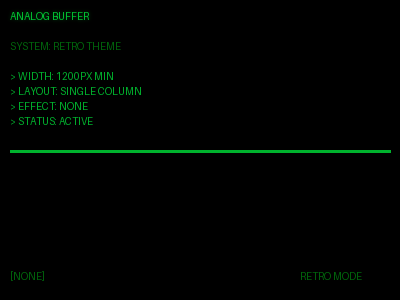 ANALOG BUFFER
SYSTEM: RETRO THEME
> WIDTH: 1200PX MIN
> LAYOUT: SINGLE COLUMN
> EFFECT: NONE
> STATUS: ACTIVE
[NONE] RETRO MODE